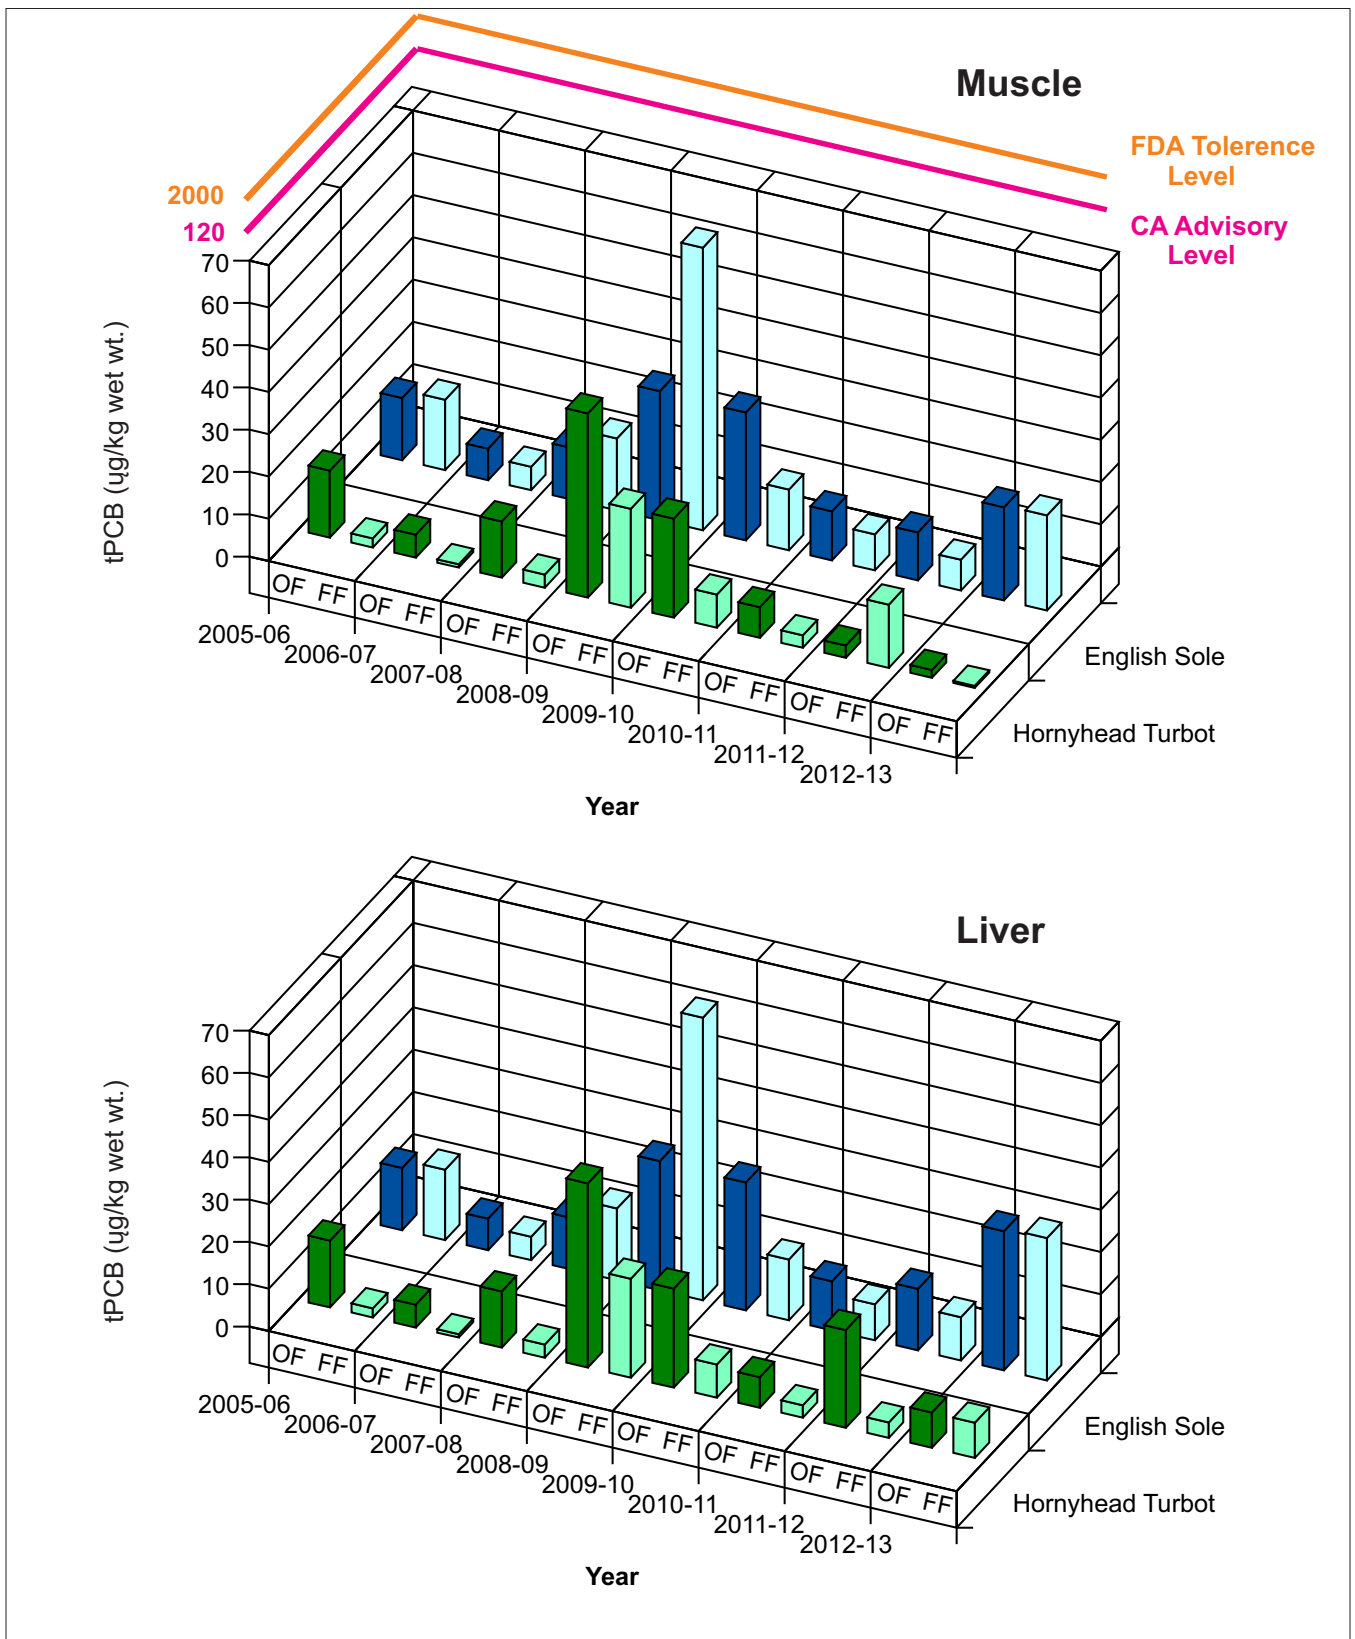 Muscle
FDA Tolerence
Level
2000
CA Advisory
Level
120
70
60
50
40
30
20
10
0
tPCB (ųg/kg wet wt.)
OF FF OF FF OF FF OF FF OF FF OF FF OF FF OF FF
2005-06
2006-07
2007-08
2008-09
2009-10
2010-11
2011-12
2012-13
English Sole
Hornyhead Turbot
Year
Liver
70
60
50
40
30
20
10
0
tPCB (ųg/kg wet wt.)
OF FF OF FF OF FF OF FF OF FF OF FF OF FF OF FF
2005-06
2006-07
2007-08
2008-09
2009-10
2010-11
2011-12
2012-13
English Sole
Hornyhead Turbot
Year